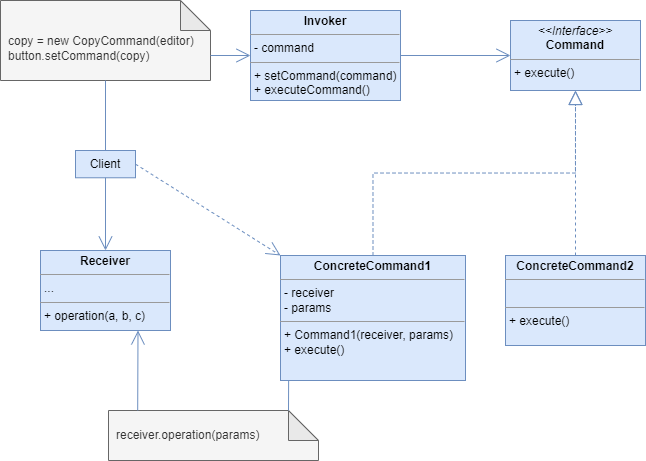 copy = new CopyCommand(editor)
button.setCommand(copy)
Invoker
- command
+ setCommand(command)
+ executeCommand()
<<Interface>>
Command
+ execute()
Client
Receiver
...
+ operation(a, b, c)
ConcreteCommand1
- receiver
- params
+ Command1(receiver, params)
+ execute()
ConcreteCommand2
+ execute()
receiver.operation(params)